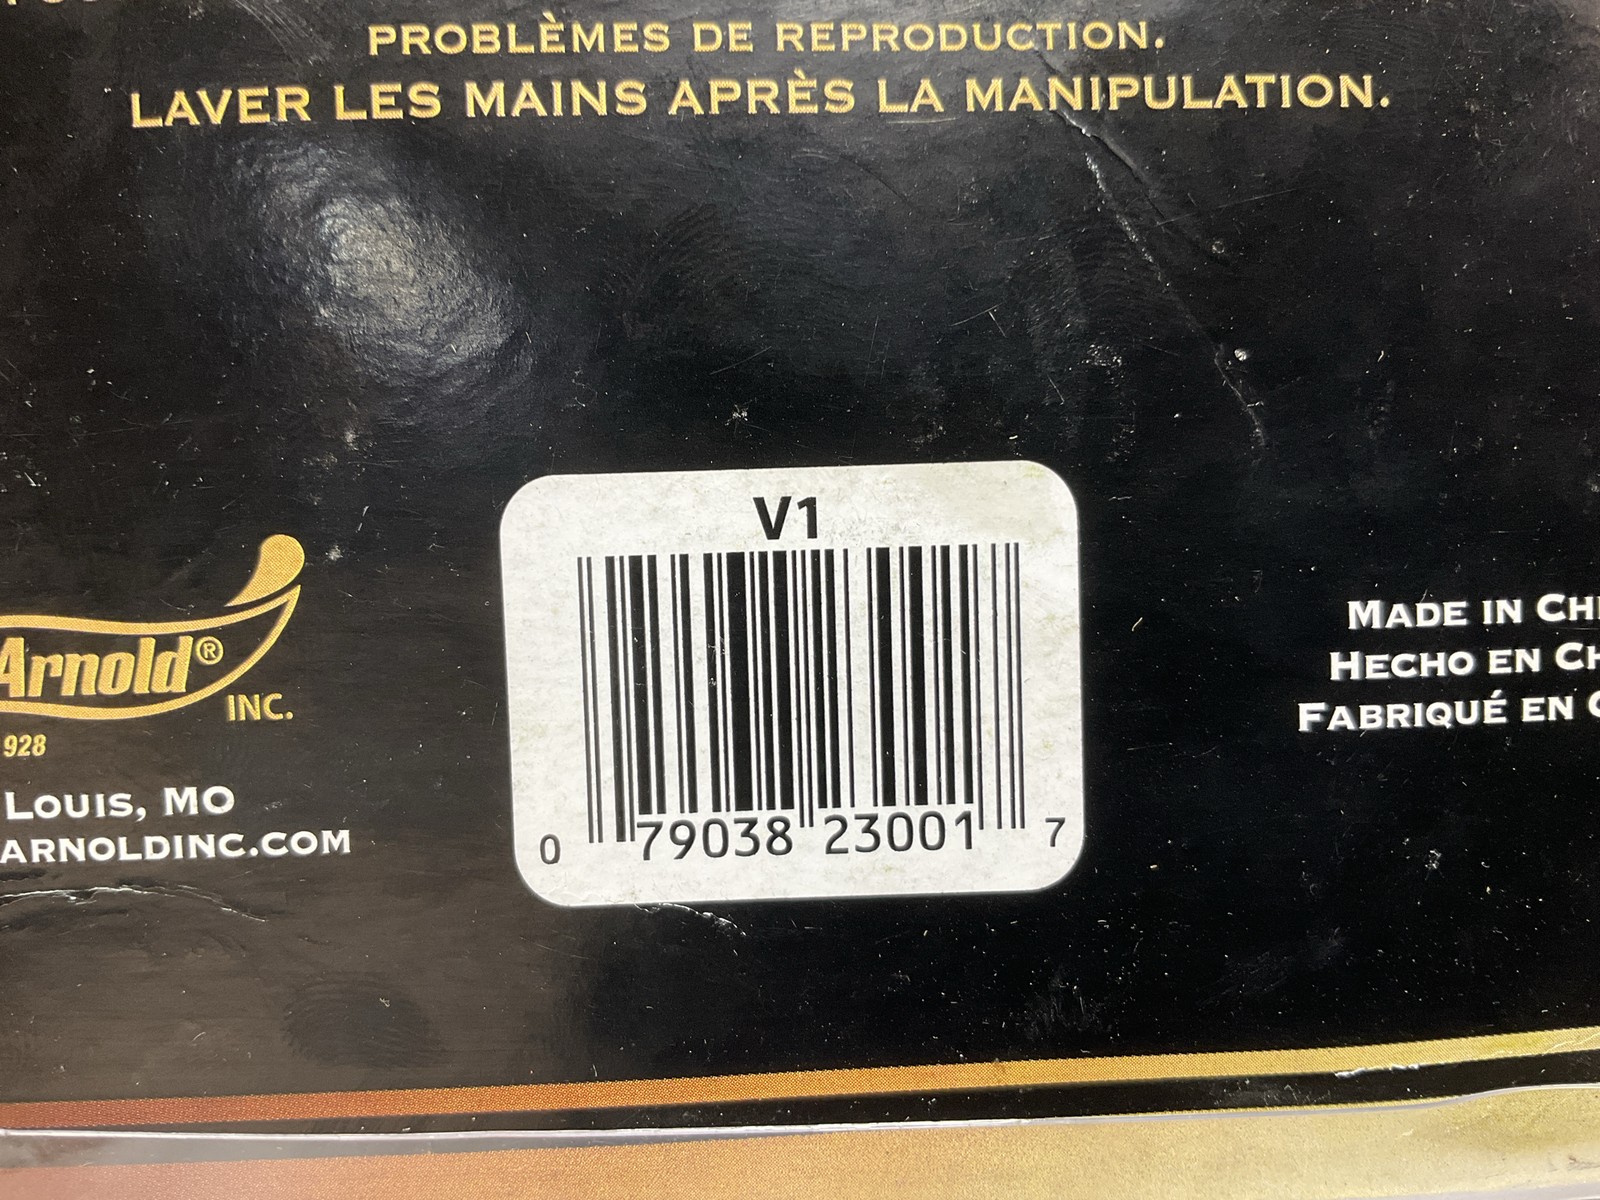 PROBLÈMES DE REPRODUCTION.
LAVER LES MAINS APRÈS LA MANIPULATION.
Arnold®
INC.
928
LOUIS, MO
ARNOLDINC.COM
V1
0 79038 23001 7
MADE IN CHI
HECHO EN CH
FABRIQUÉ EN C